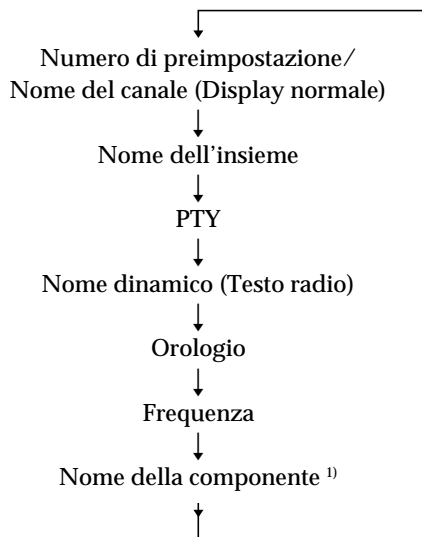 Numero di preimpostazione/
Nome del canale (Display normale)
Nome dell’insieme
PTY
Nome dinamico (Testo radio)
Orologio
Frequenza
Nome della componente 1)